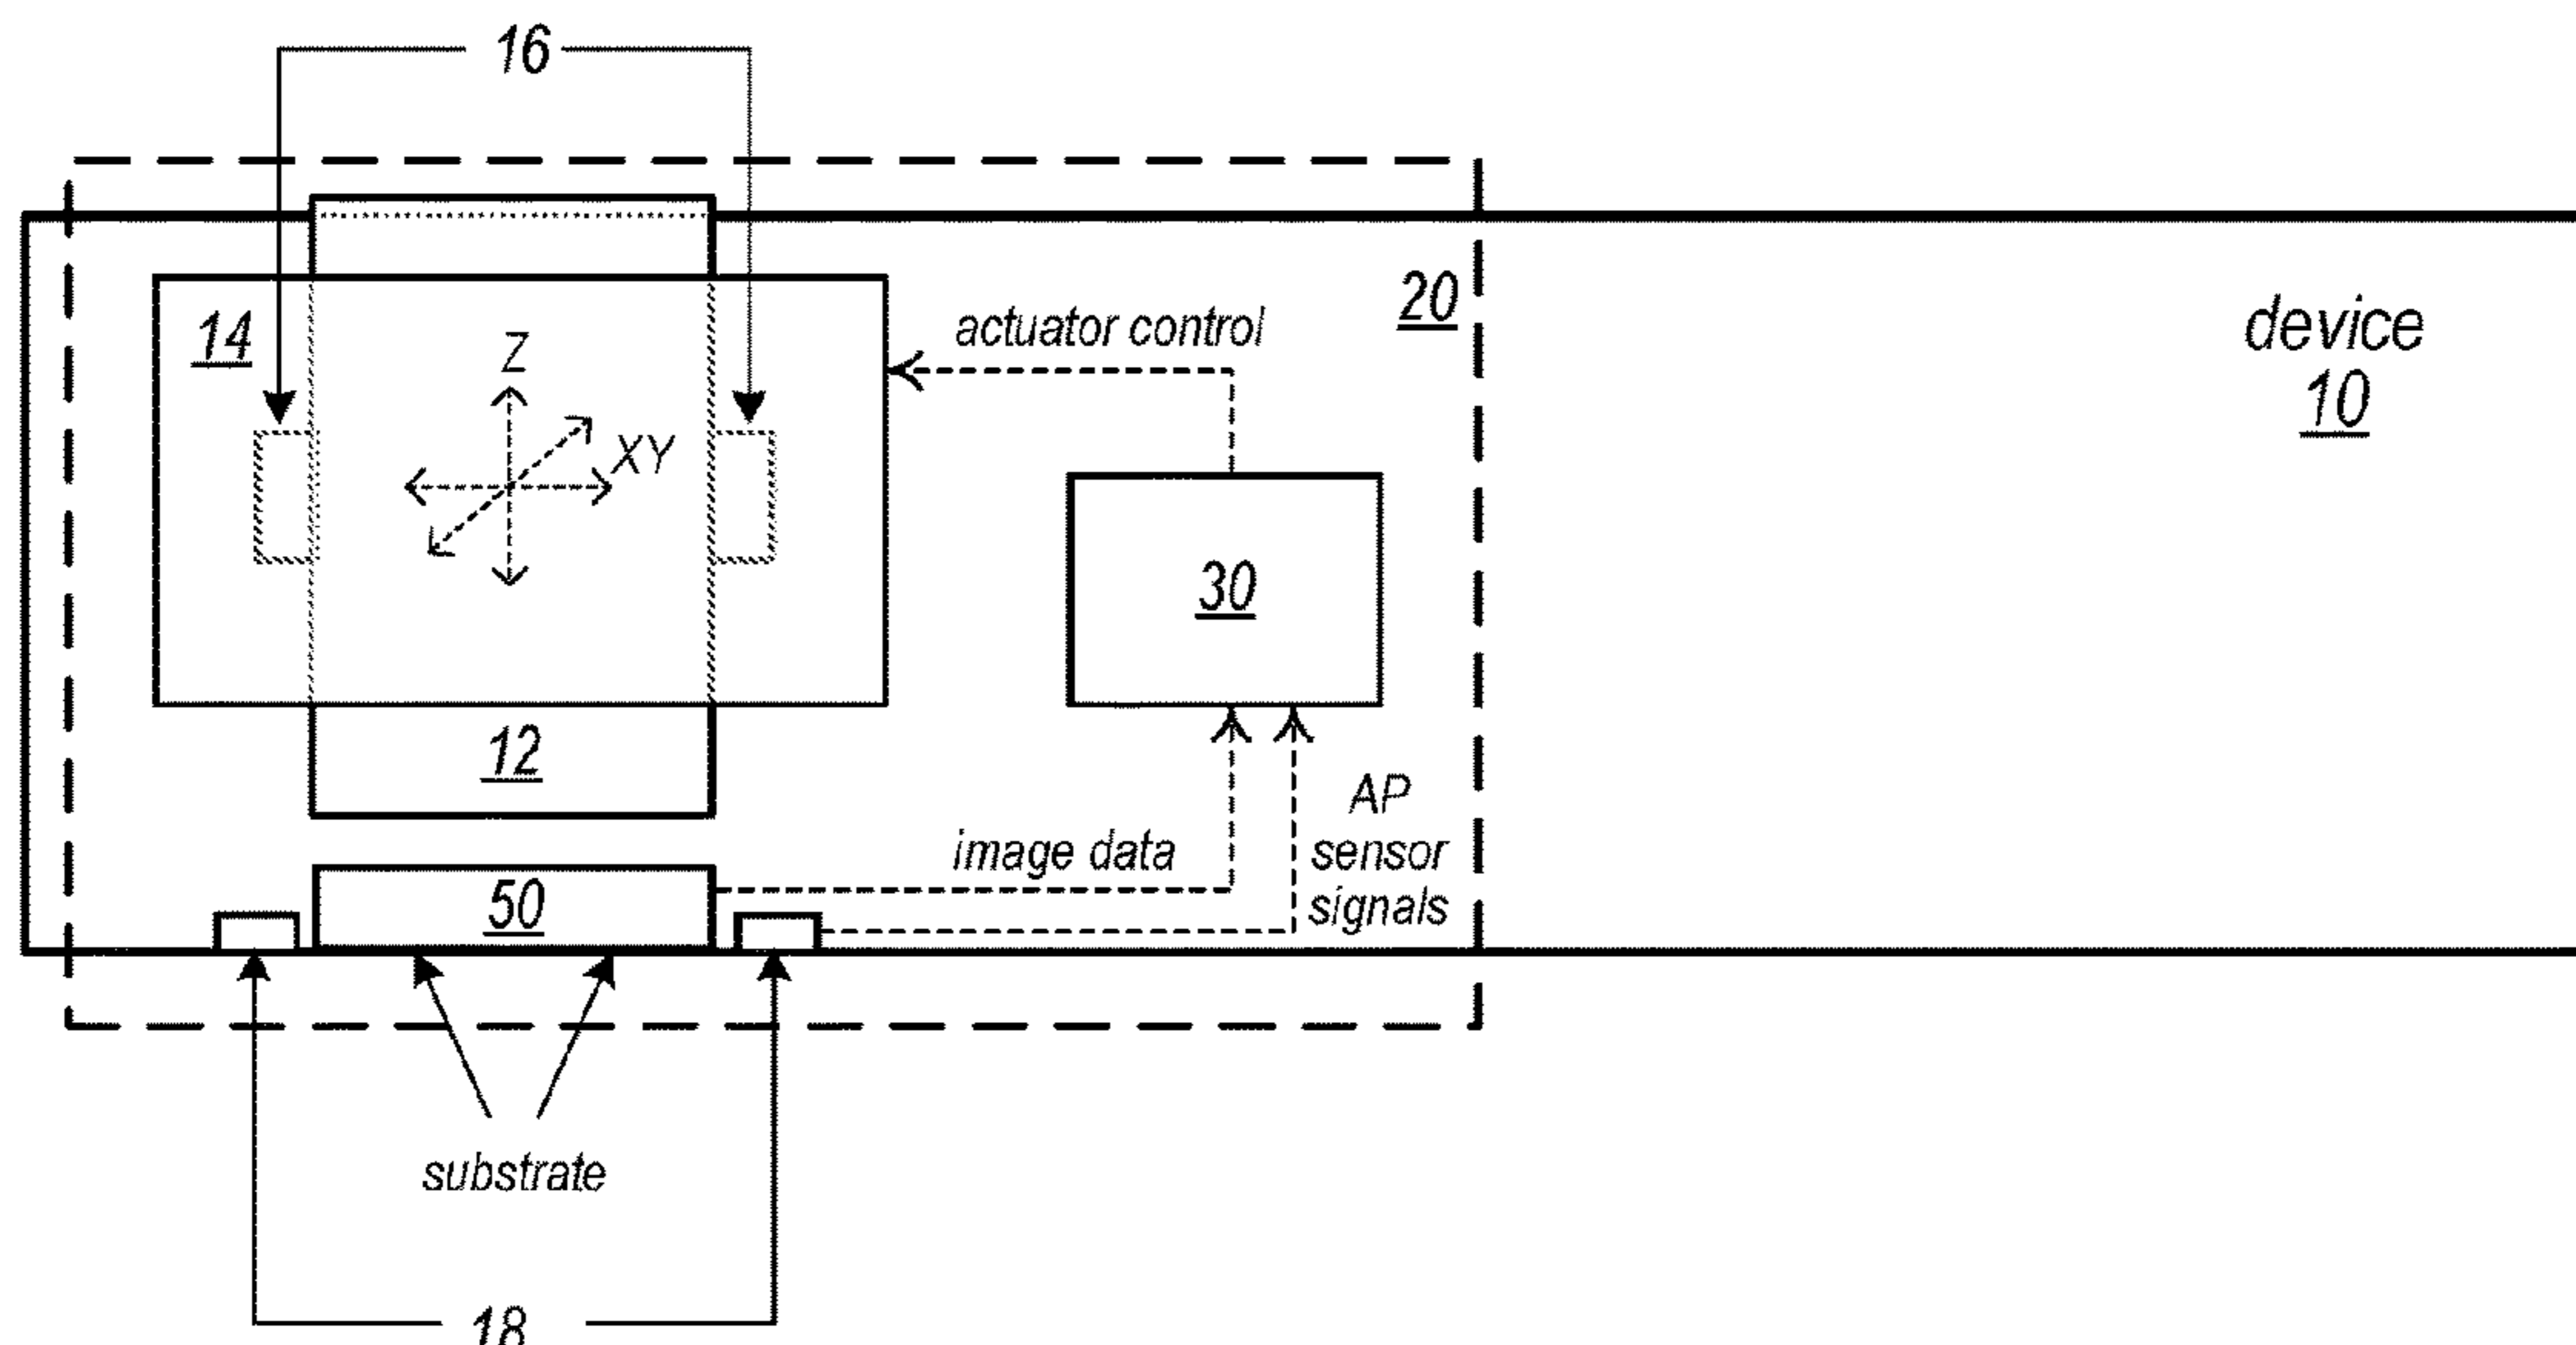 16
20
14
actuator control
device
10
Z
XY
30
12
AP
sensor
signals
image data
50
substrate
18